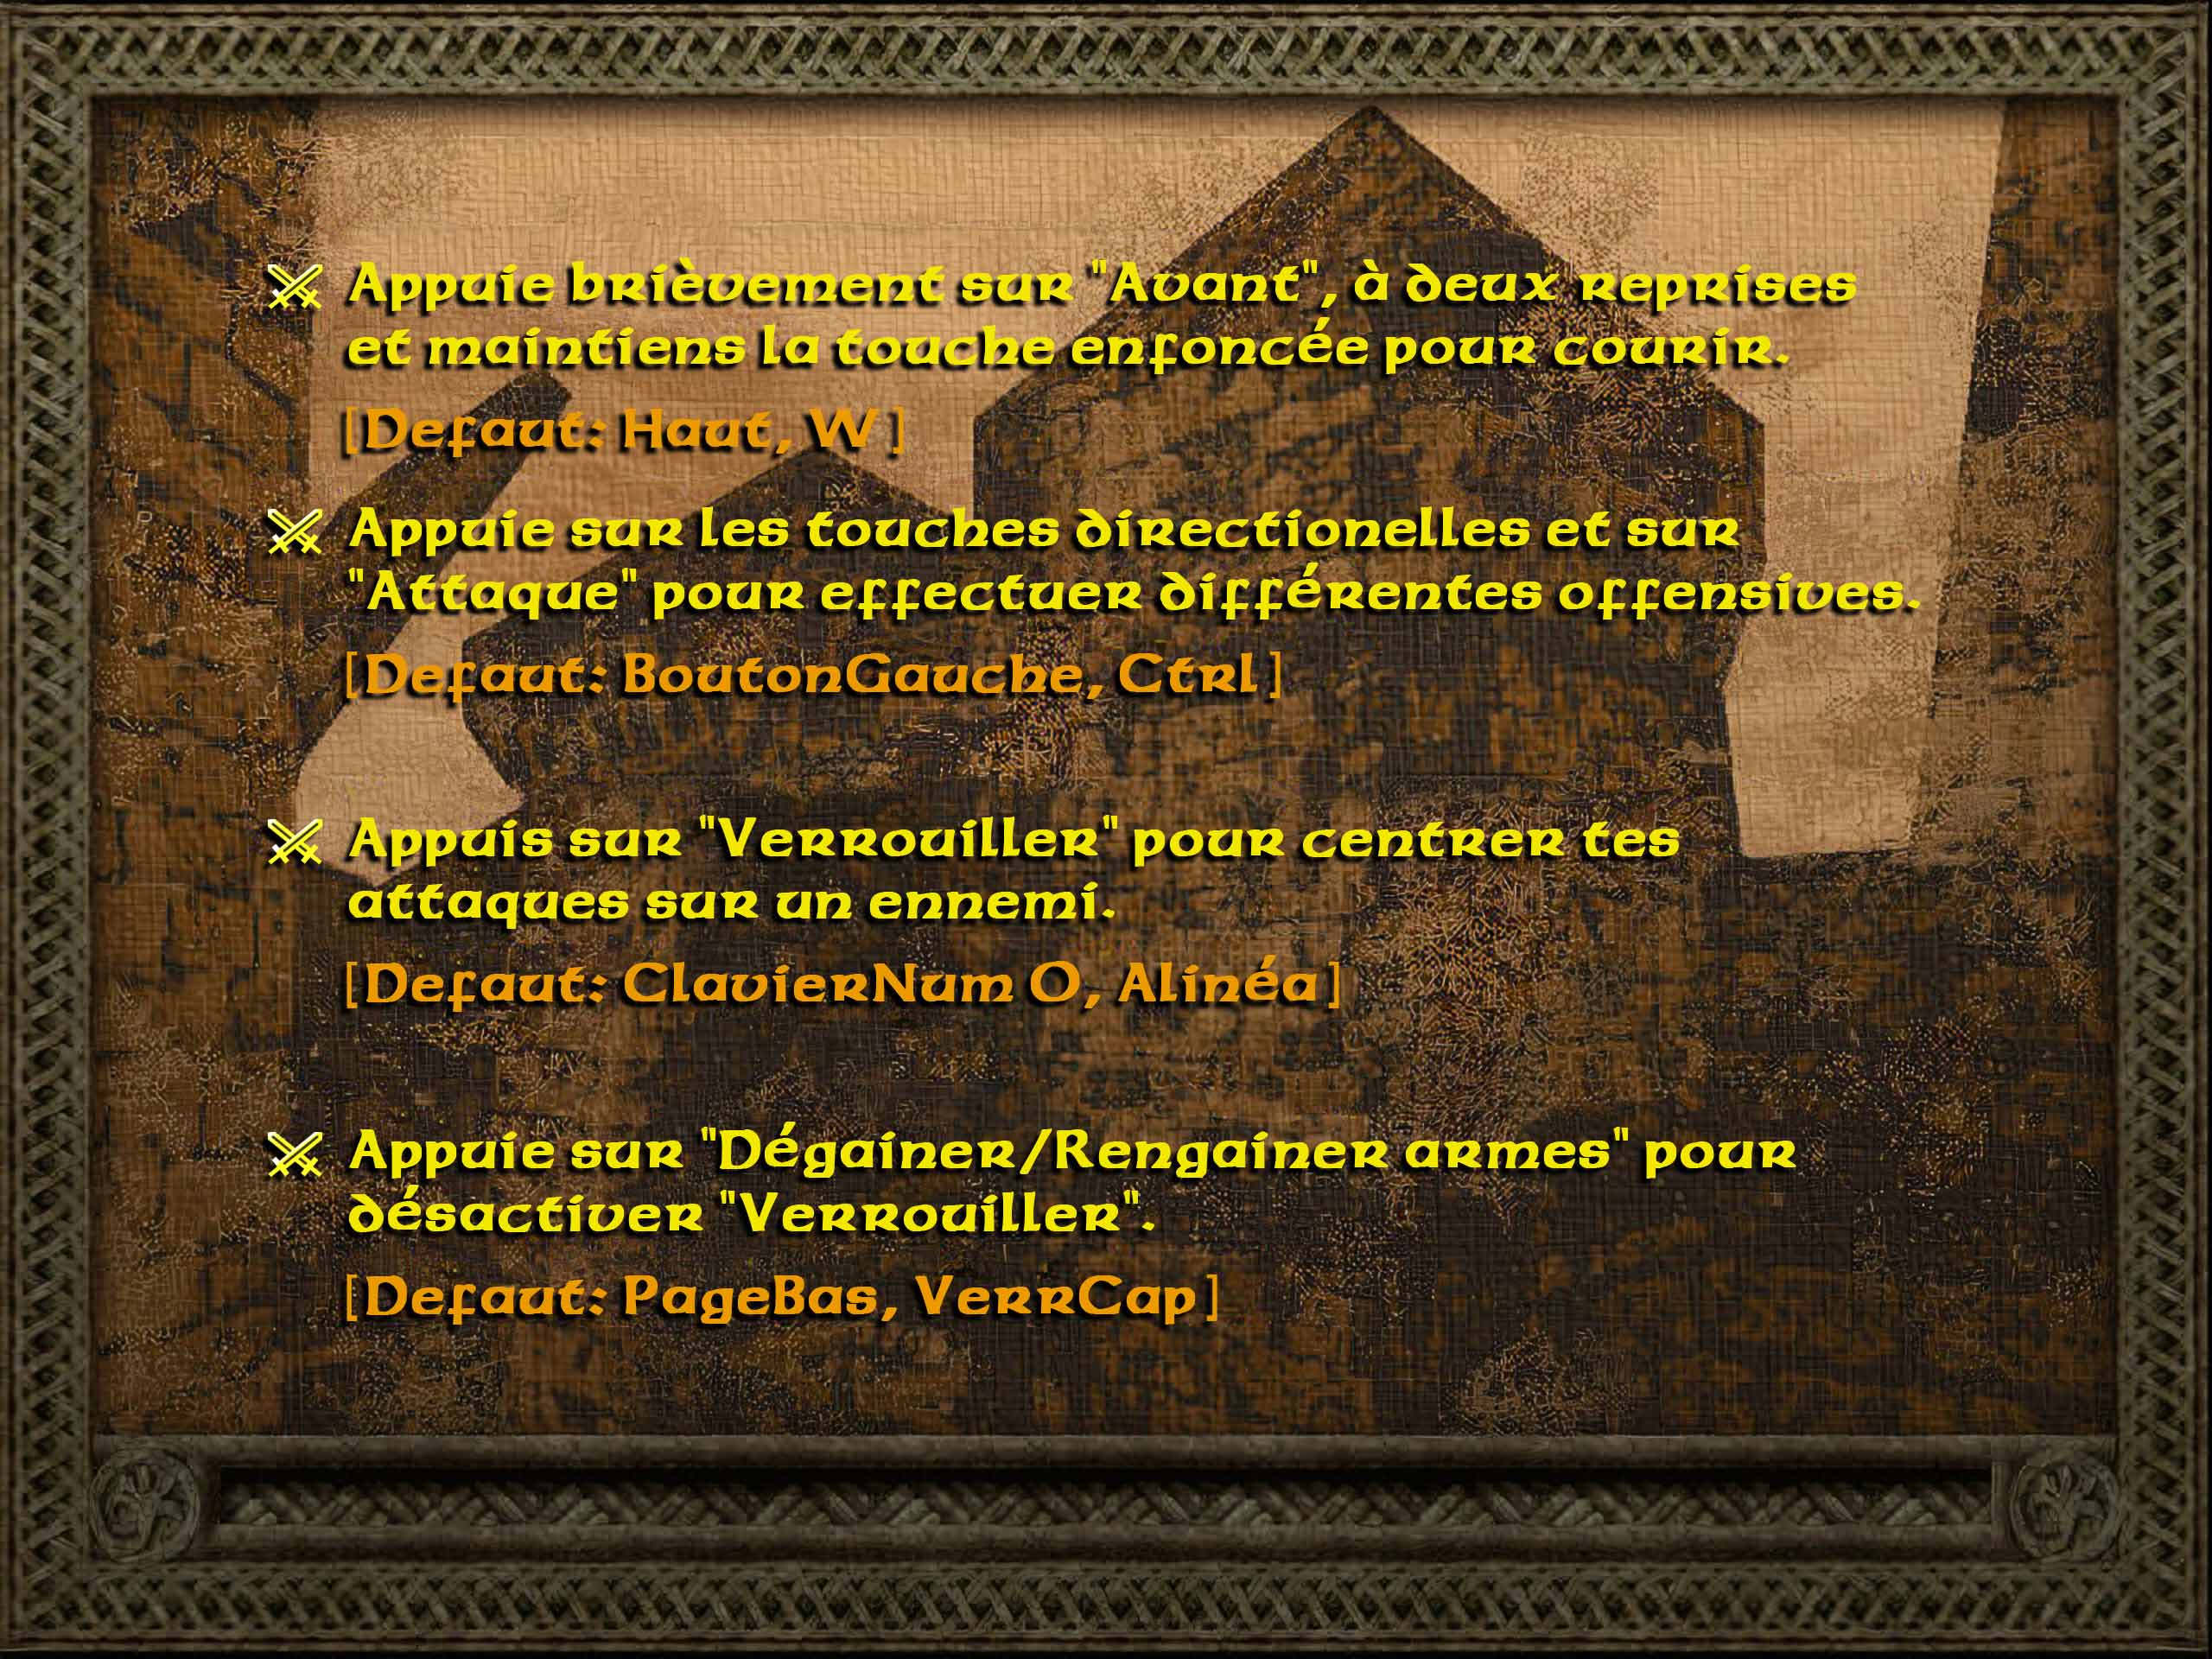 Appuie brièvement sur "Avant", à deux reprises
et maintiens la touche enfoncée pour courir.
[Defaut: Haut, W ]
Appuie sur les touches directionelles et sur
"Attaque" pour effectuer différentes offensives.
[Defaut: BoutonGauche, Ctrl ]
Appuis sur "Verrouiller" pour centrer tes
attaques sur un ennemi.
[Defaut: ClavierNum O, Alinéa]
Appuie sur "Dégainer/Rengainer armes" pour
désactiver "Verrouiller".
[Defaut: PageBas, VerrCap]